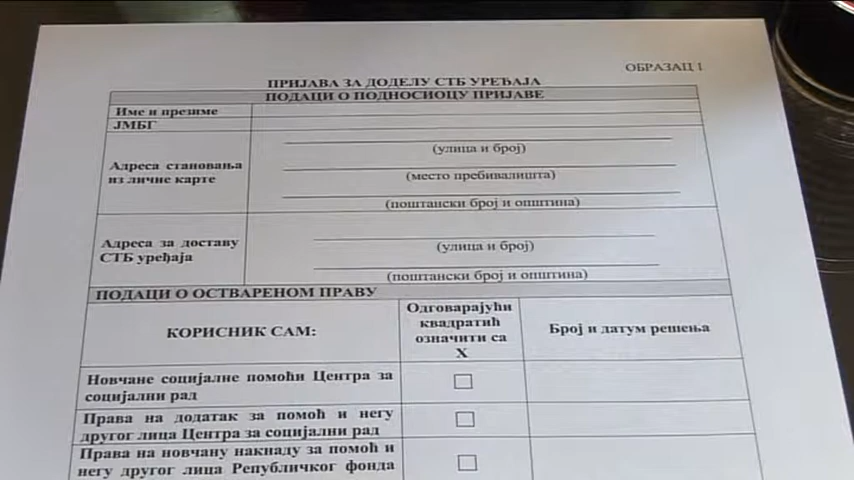 ОБРАЗАЦ 1
ПРИЈАВА ЗА ДОДЕЛУ СТБ УРЕЂАЈА
ПОДАЦИ О ПОДНОСИОЦУ ПРИЈАВЕ
Име и презиме
ЈМБГ
Адреса становања
из личне карте
(улица и број)
(место пребивалишта)
(поштански број и општина)
Адреса за доставу
СТБ уређаја
(улица и број)
(поштански број и општина)
ПОДАЦИ О ОСТВАРЕНОМ ПРАВУ
КОРИСНИК САМ:
Одговарајући
квадратић
означити са
X
Број и датум решења
Новчане социјалне помоћи Центра за
социјални рад
Права на додатак за помоћ и негу
другог лица Центра за социјални рад
Права на новчану накнаду за помоћ и
негу другог лица Републичког фонда